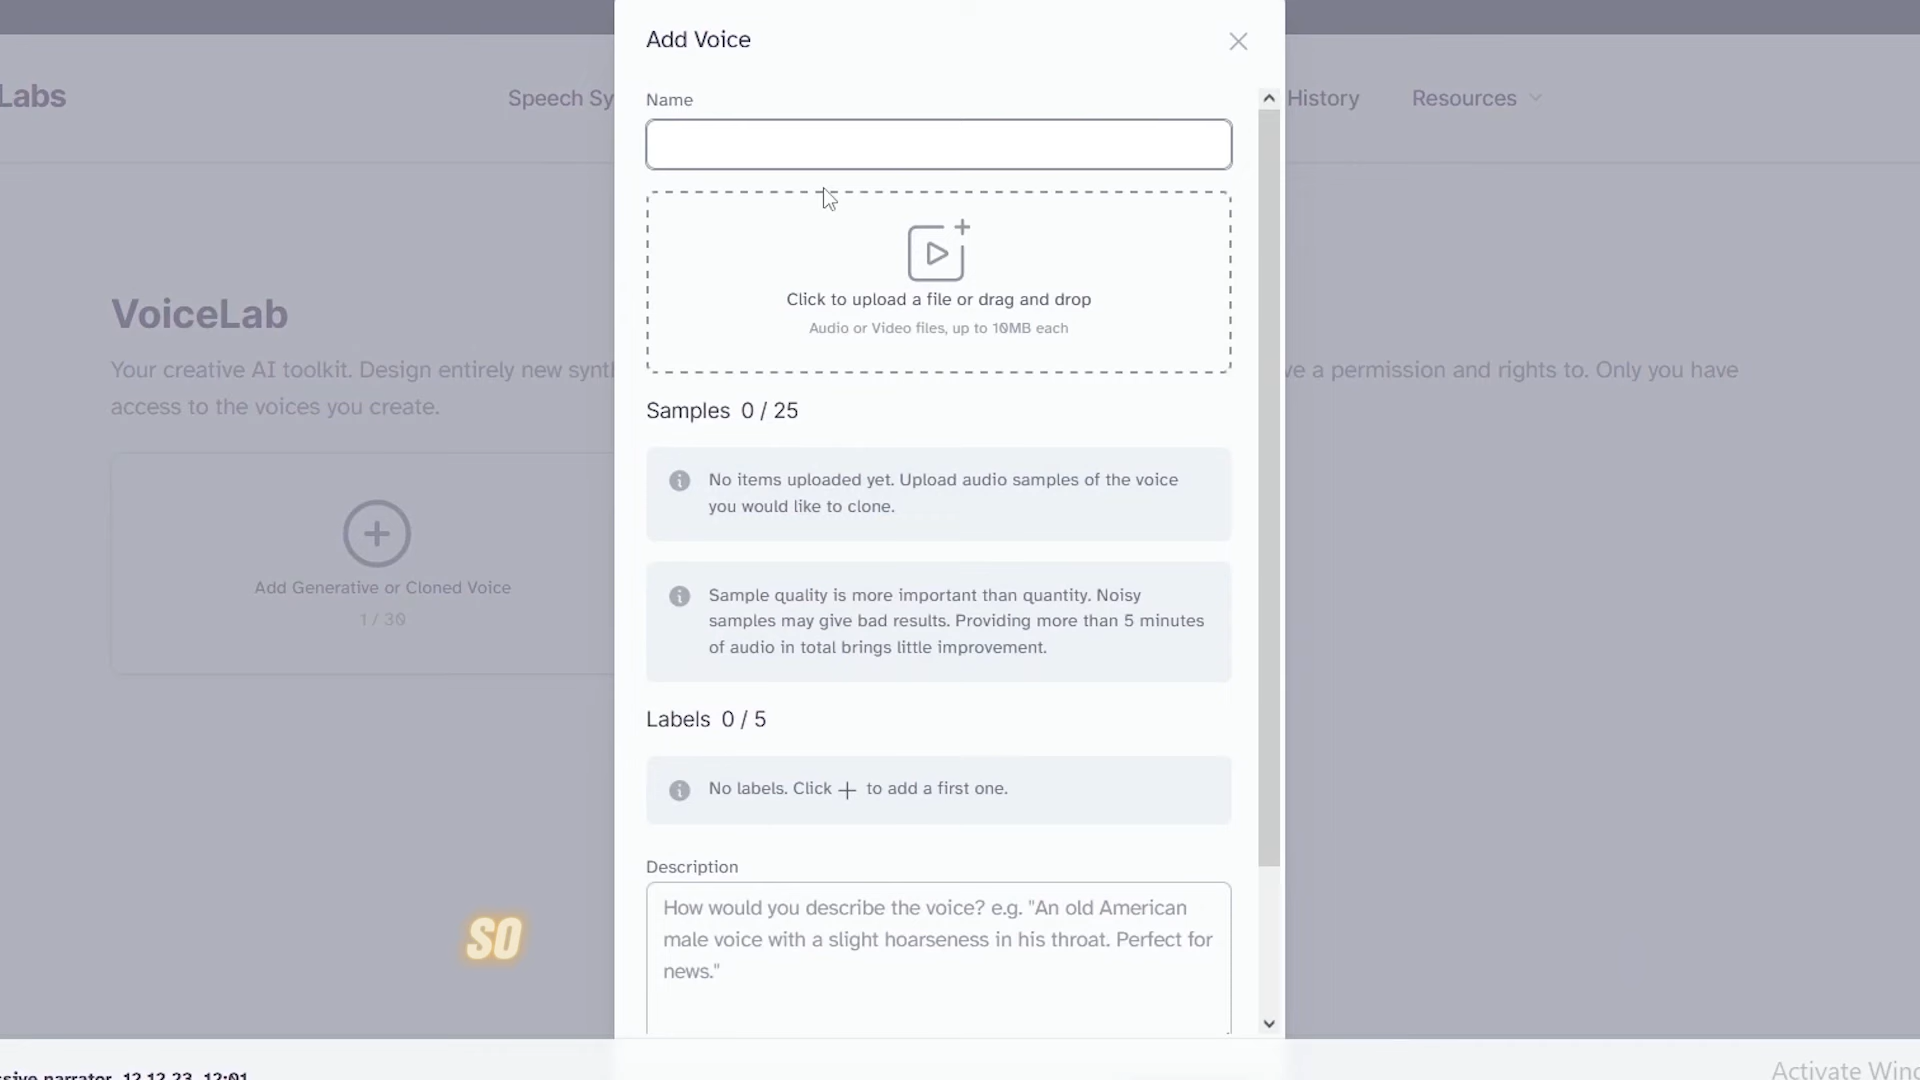 Add Voice
Labs
Speech Sy
History
Resources
Name
Click to upload a file or drag and drop
Audio or Video files, up to 10MB each
VoiceLab
Your creative AI toolkit. Design entirely new synt
ve a permission and rights to. Only you have
access to the voices you create.
Samples 0 / 25
No items uploaded yet. Upload audio samples of the voice
you would like to clone.
Add Generative or Cloned Voice
1 / 30
Sample quality is more important than quantity. Noisy
samples may give bad results. Providing more than 5 minutes
of audio in total brings little improvement.
Labels 0 / 5
No labels. Click + to add a first one.
Description
How would you describe the voice? e.g. "An old American
male voice with a slight hoarseness in his throat. Perfect for
news."
SO
ssive narrator, 12.12.23, 12:01
Activate Winc